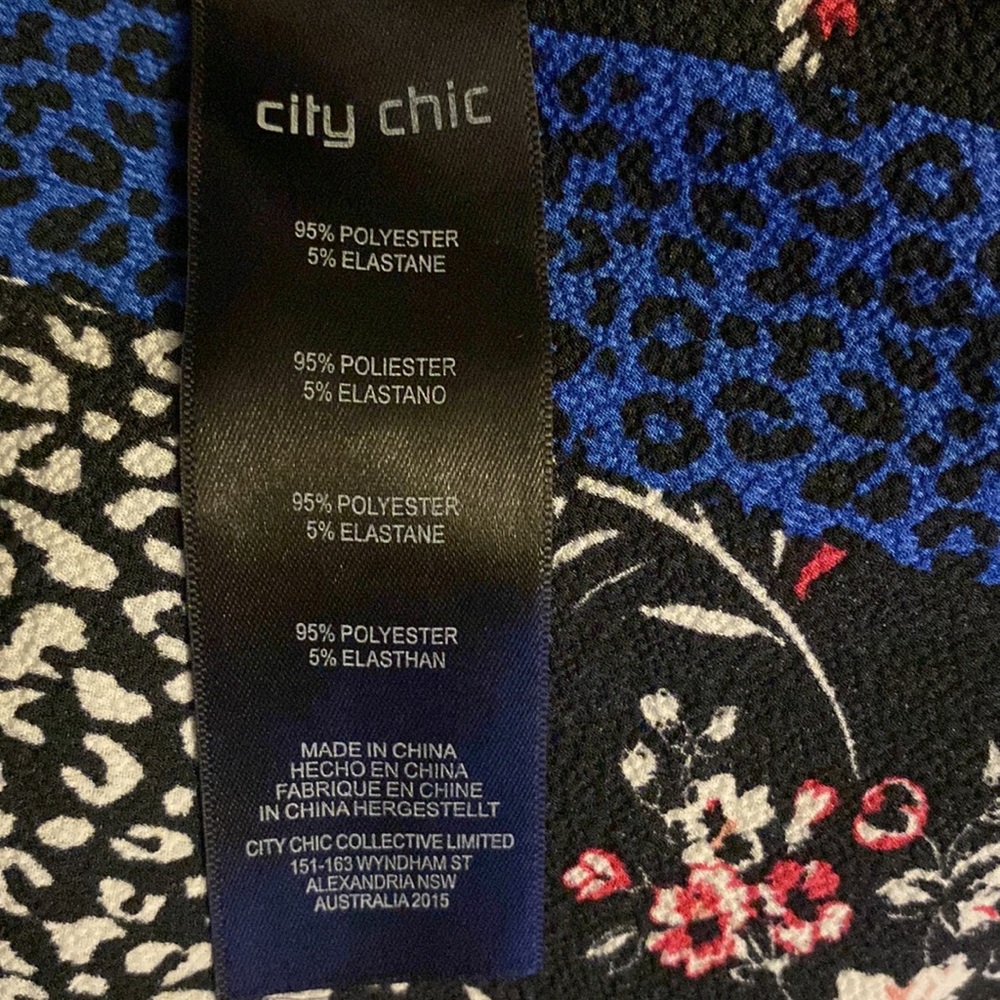 city chic
95% POLYESTER
5% ELASTANE
95% POLIESTER
5% ELASTANO
95% POLYESTER
5% ELASTANE
95% POLYESTER
5% ELASTHAN
MADE IN CHINA
HECHO EN CHINA
FABRIQUE EN CHINE
IN CHINA HERGESTELLT
CITY CHIC COLLECTIVE LIMITED
151-163 WYNDHAM ST
ALEXANDRIA NSW
AUSTRALIA 2015